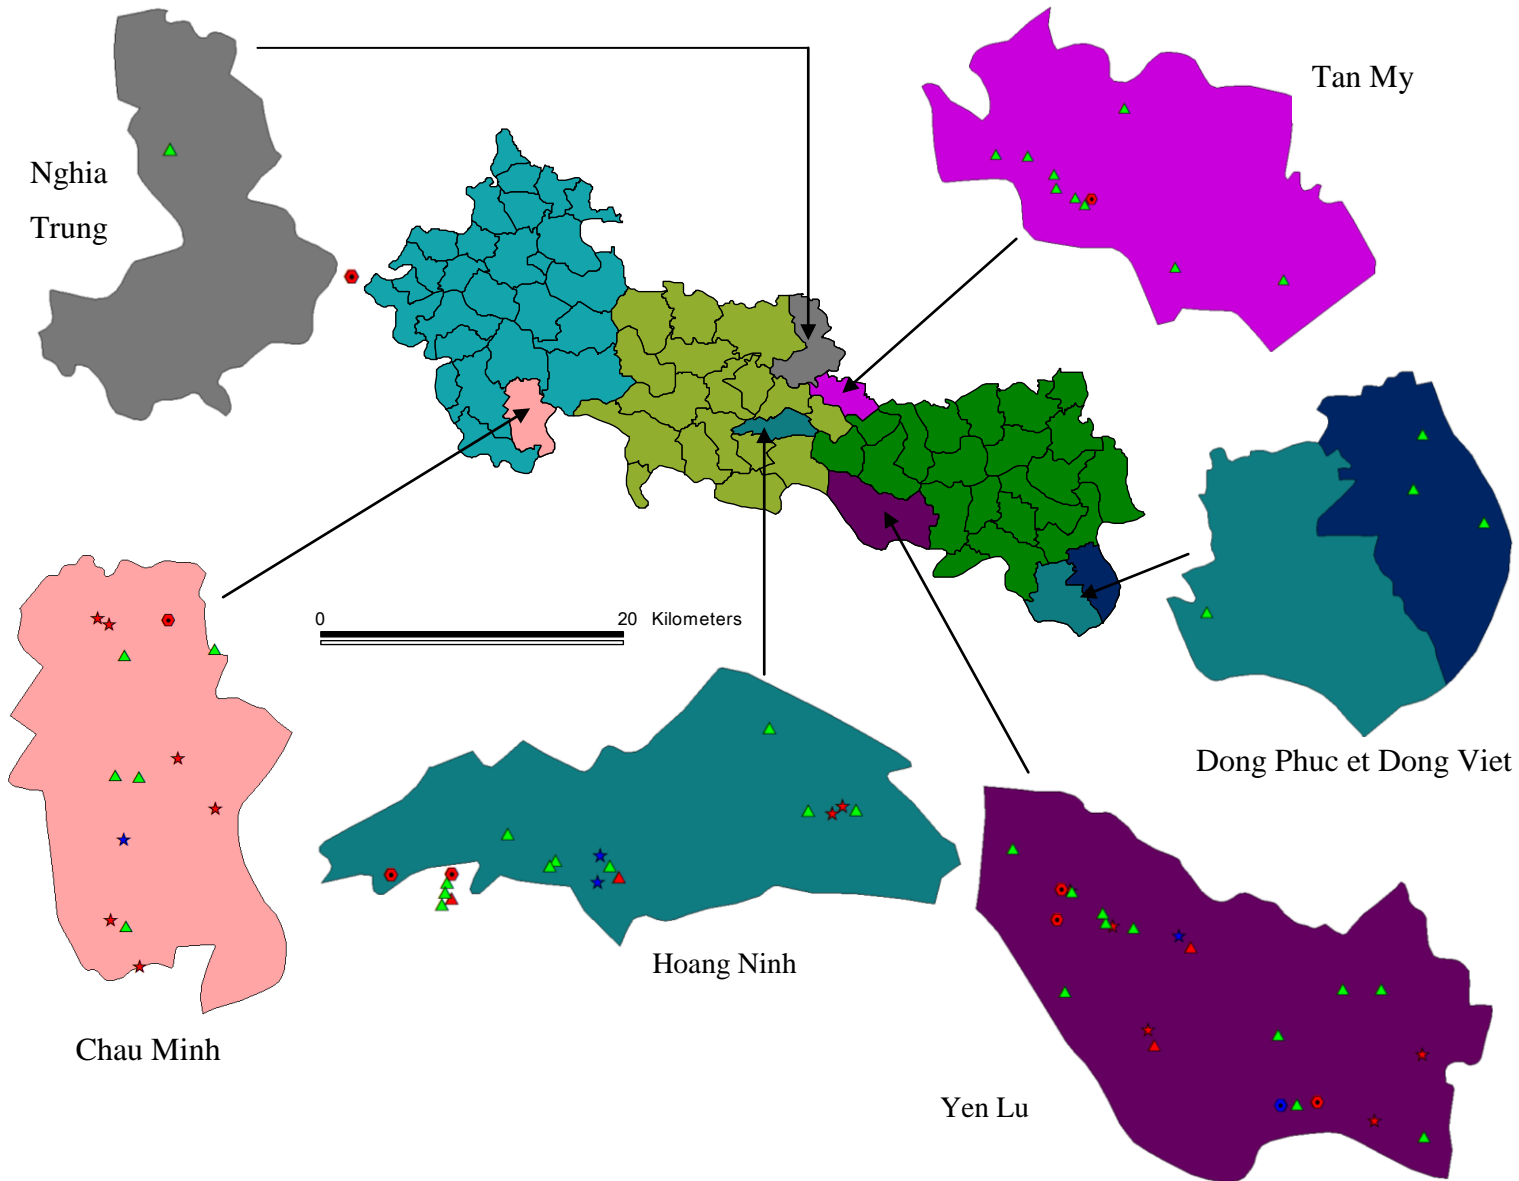 Tan My
Nghia
Trung
0 20 Kilometers
Dong Phuc et Dong Viet
Hoang Ninh
Chau Minh
Yen Lu